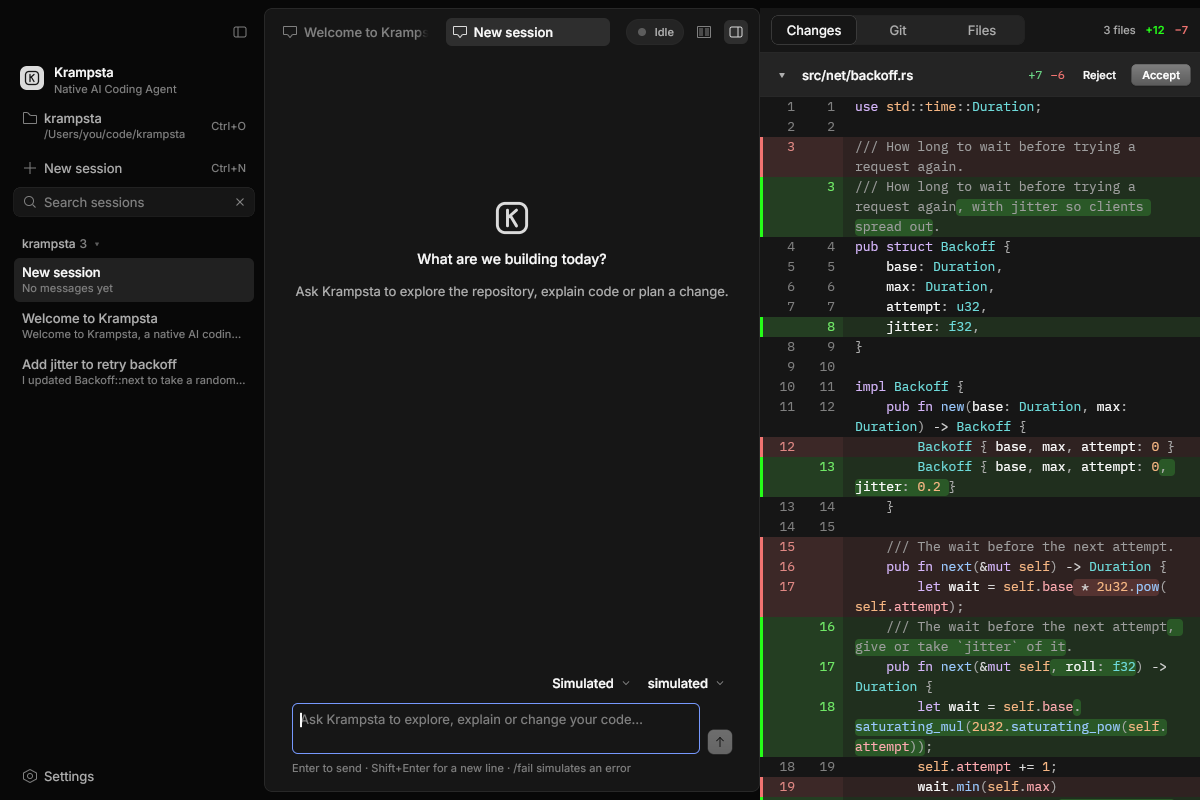 Krampsta
Native AI Coding Agent
krampsta
/Users/you/code/krampsta
Ctrl+O
New session
Ctrl+N
Search sessions
krampsta 3
New session
No messages yet
Welcome to Krampsta
Welcome to Krampsta, a native AI codin...
Add jitter to retry backoff
I updated Backoff::next to take a random...
Settings
Welcome to Kramps
New session
Idle
K
What are we building today?
Ask Krampsta to explore the repository, explain code or plan a change.
Simulated
simulated
Ask Krampsta to explore, explain or change your code...
Enter to send · Shift+Enter for a new line · /fail simulates an error
Changes
Git
Files
3 files +12 −7
src/net/backoff.rs
+7 −6
Reject
Accept
1 1 use std::time::Duration;
2 2
3 /// How long to wait before trying a
request again.
3 /// How long to wait before trying a
request again, with jitter so clients
spread out.
4 4 pub struct Backoff {
5 5 base: Duration,
6 6 max: Duration,
7 7 attempt: u32,
8 jitter: f32,
8 9 }
9 10
10 11 impl Backoff {
11 12 pub fn new(base: Duration, max:
Duration) -> Backoff {
12 Backoff { base, max, attempt: 0 }
13 Backoff { base, max, attempt: 0,
jitter: 0.2 }
13 14 }
14 15
15 /// The wait before the next attempt.
16 pub fn next(&mut self) -> Duration {
17 let wait = self.base * 2u32.pow(
self.attempt);
16 /// The wait before the next attempt,
give or take `jitter` of it.
17 pub fn next(&mut self, roll: f32) ->
Duration {
18 let wait = self.base.
saturating_mul(2u32.saturating_pow(self.
attempt));
18 19 self.attempt += 1;
19 wait.min(self.max)